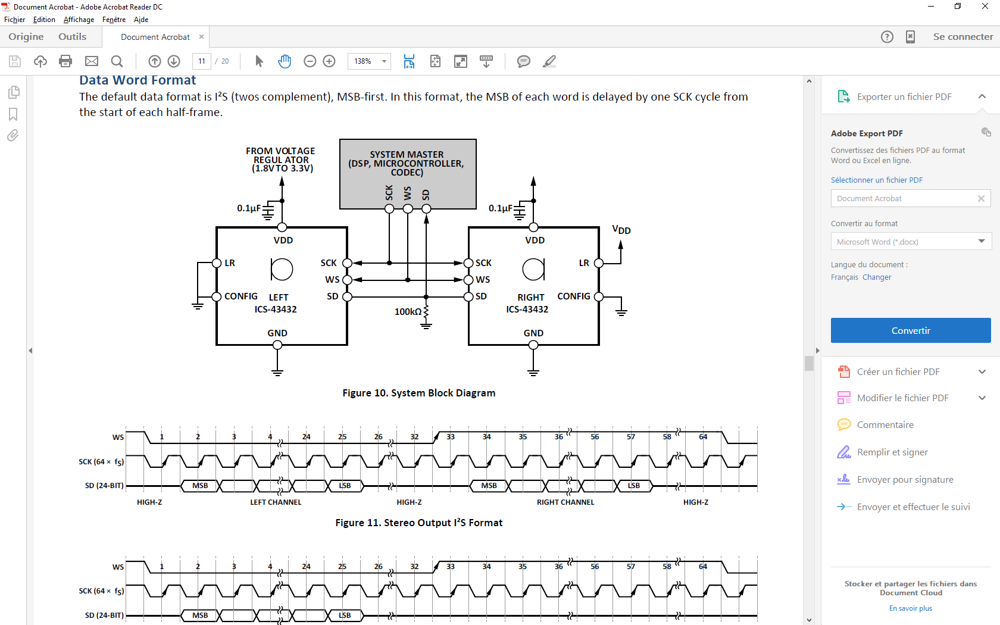 Document Acrobat - Adobe Acrobat Reader DC
Fichier Edition Affichage Fenêtre Aide
Origine Outils Document Acrobat × Se connecter
11 / 20 138%
Data Word Format
The default data format is I²S (twos complement), MSB-first. In this format, the MSB of each word is delayed by one SCK cycle from
the start of each half-frame.
FROM VOLTAGE
REGUL ATOR
(1.8V TO 3.3V)
SYSTEM MASTER
(DSP, MICROCONTROLLER,
CODEC)
SCK WS SD
0.1µF
0.1µF
VDD
VDD
VDD
LR SCK
WS
CONFIG SD
LEFT
ICS-43432
GND
100kΩ
SCK LR
WS
SD CONFIG
RIGHT
ICS-43432
GND
Figure 10. System Block Diagram
WS 1 2 3 4 24 25 26 32 33 34 35 36 56 57 58 64
SCK (64 × fS)
SD (24-BIT) MSB LSB MSB LSB
HIGH-Z LEFT CHANNEL HIGH-Z RIGHT CHANNEL HIGH-Z
Figure 11. Stereo Output I²S Format
WS 1 2 3 4 24 25 26 32 33 34 35 36 56 57 58 64
SCK (64 × fS)
SD (24-BIT) MSB LSB
Exporter un fichier PDF
Adobe Export PDF
Convertissez des fichiers PDF au format
Word ou Excel en ligne.
Sélectionner un fichier PDF
Document Acrobat
Convertir au format
Microsoft Word (*.docx)
Langue du document :
Français Changer
Convertir
Créer un fichier PDF
Modifier le fichier PDF
Commentaire
Remplir et signer
Envoyer pour signature
Envoyer et effectuer le suivi
Stocker et partager les fichiers dans
Document Cloud
En savoir plus